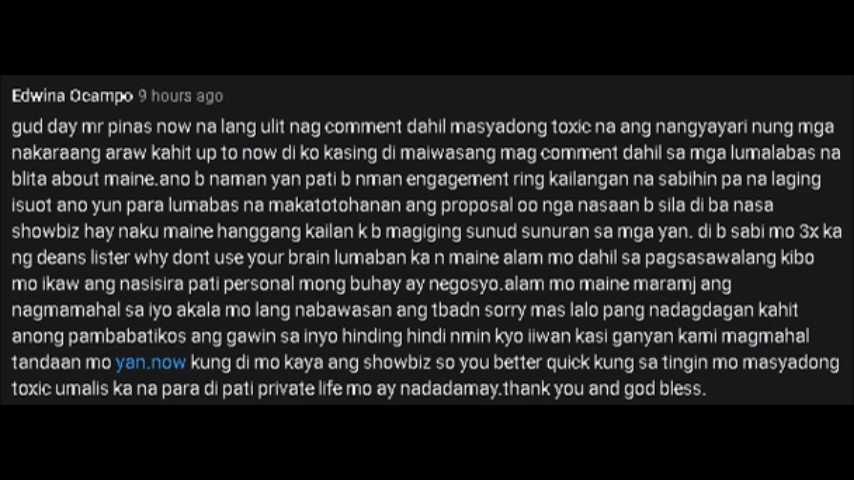 Edwina Ocampo 9 hours ago
gud day mr pinas now na lang ulit nag comment dahil masyadong toxic na ang nangyayari nung mga
nakaraang araw kahit up to now di ko kasing di maiwasang mag comment dahil sa mga lumalabas na
blita about maine.ano b naman yan pati b nman engagement ring kailangan na sabihin pa na laging
isuot ano yun para lumabas na makatotohanan ang proposal oo nga nasaan b sila di ba nasa
showbiz hay naku maine hanggang kailan k b magiging sunud sunuran sa mga yan. di b sabi mo 3x ka
ng deans lister why dont use your brain lumaban ka n maine alam mo dahil sa pagsasawalang kibo
mo ikaw ang nasisira pati personal mong buhay ay negosyo.alam mo maine maramj ang
nagmamahal sa iyo akala mo lang nabawasan ang tbadn sorry mas lalo pang nadagdagan kahit
anong pambabatikos ang gawin sa inyo hinding hindi nmin kyo iiwan kasi ganyan kami magmahal
tandaan mo yan.now kung di mo kaya ang showbiz so you better quick kung sa tingin mo masyadong
toxic umalis ka na para di pati private life mo ay nadadamay.thank you and god bless.